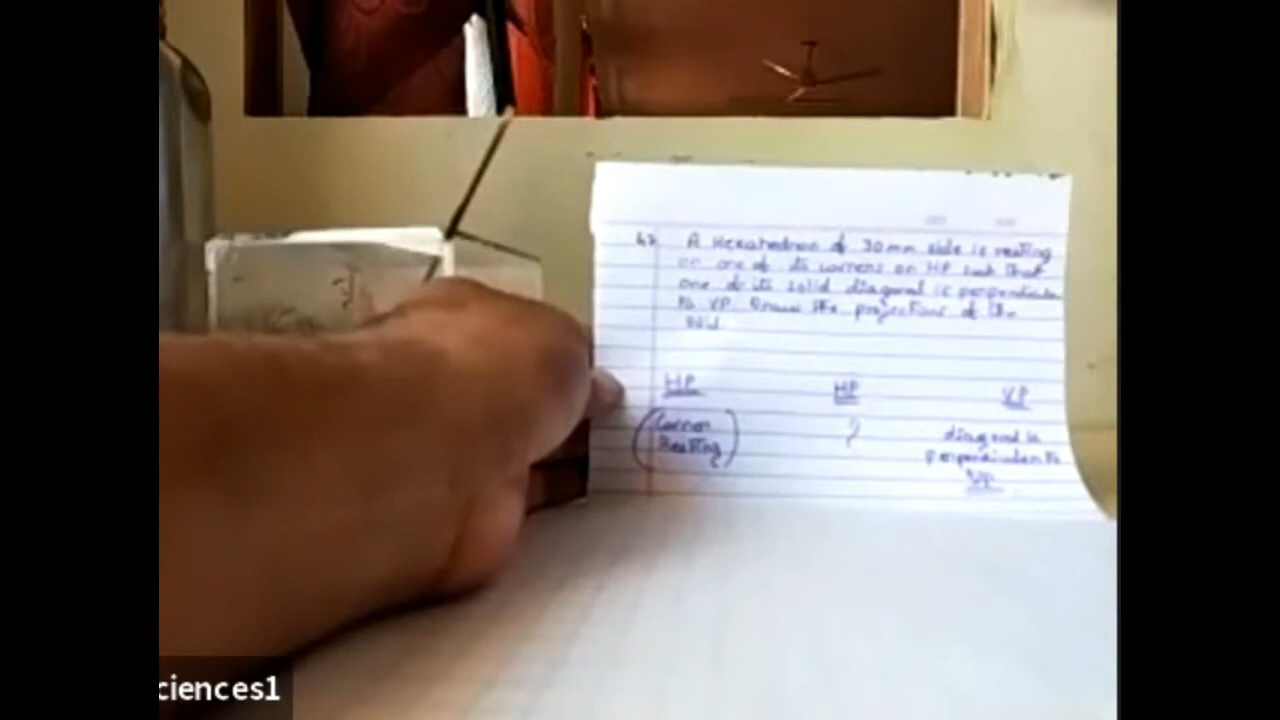 A Hexahedron of 30mm side is resting
on one of its corners on HP such that
one of its solid diagonal is perpendicular
to VP. Draw the projections of the
HP HP VP
(Corner ? diagonal is
Resting) perpendicular to
VP
ciences1